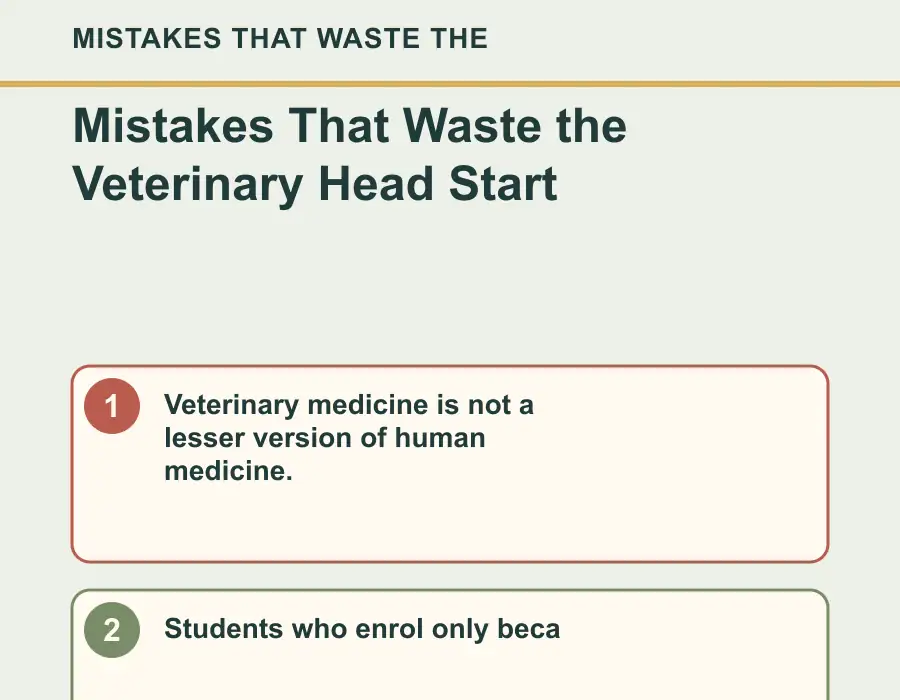 MISTAKES THAT WASTE THE
Mistakes That Waste the
Veterinary Head Start
1
Veterinary medicine is not a
lesser version of human
medicine.
2
Students who enrol only beca